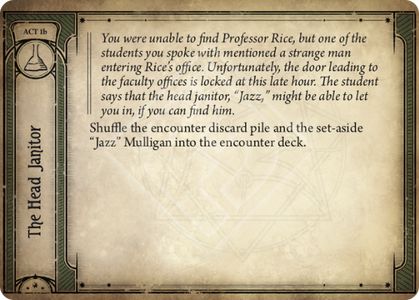 ACT 1b
The Head Janitor
You were unable to find Professor Rice, but one of the
students you spoke with mentioned a strange man
entering Rice's office. Unfortunately, the door leading to
the faculty offices is locked at this late hour. The student
says that the head janitor, “Jazz,” might be able to let
you in, if you can find him.
Shuffle the encounter discard pile and the set-aside
“Jazz” Mulligan into the encounter deck.